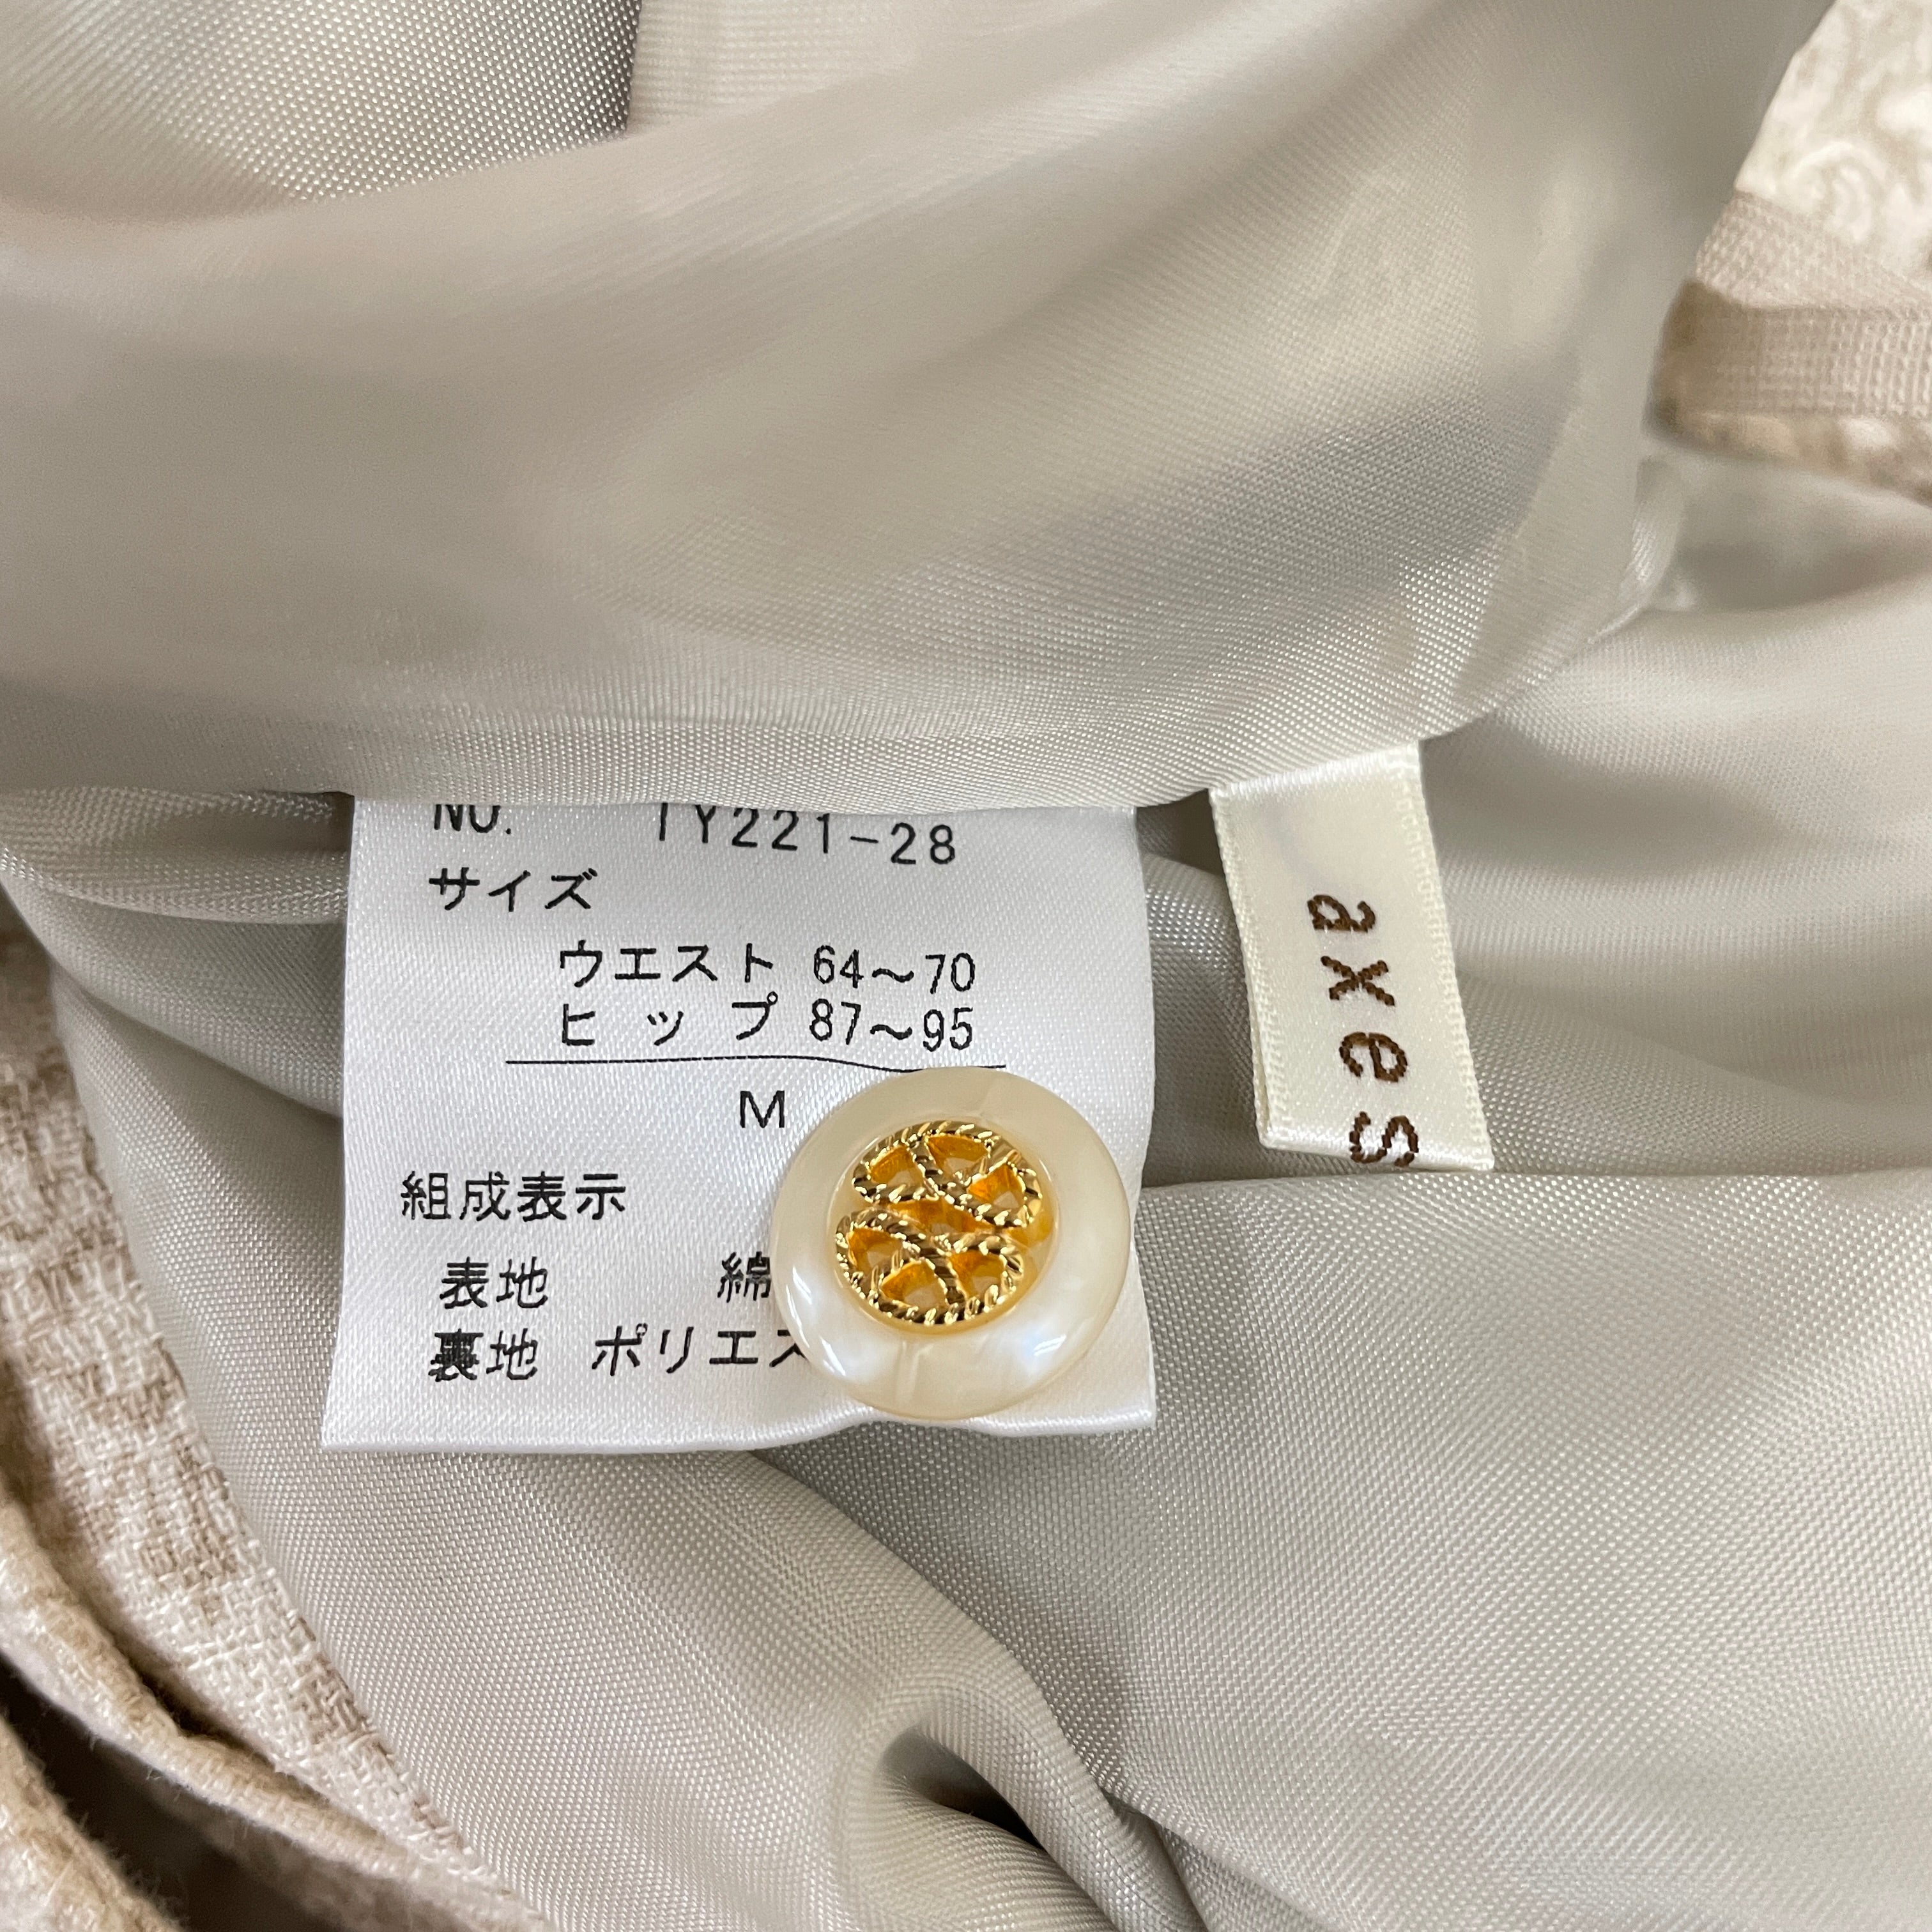 NO. TY221-28
サイズ
ウエスト 64～70
ヒップ 87～95
M
組成表示
表地 綿
裏地 ポリエス
axes